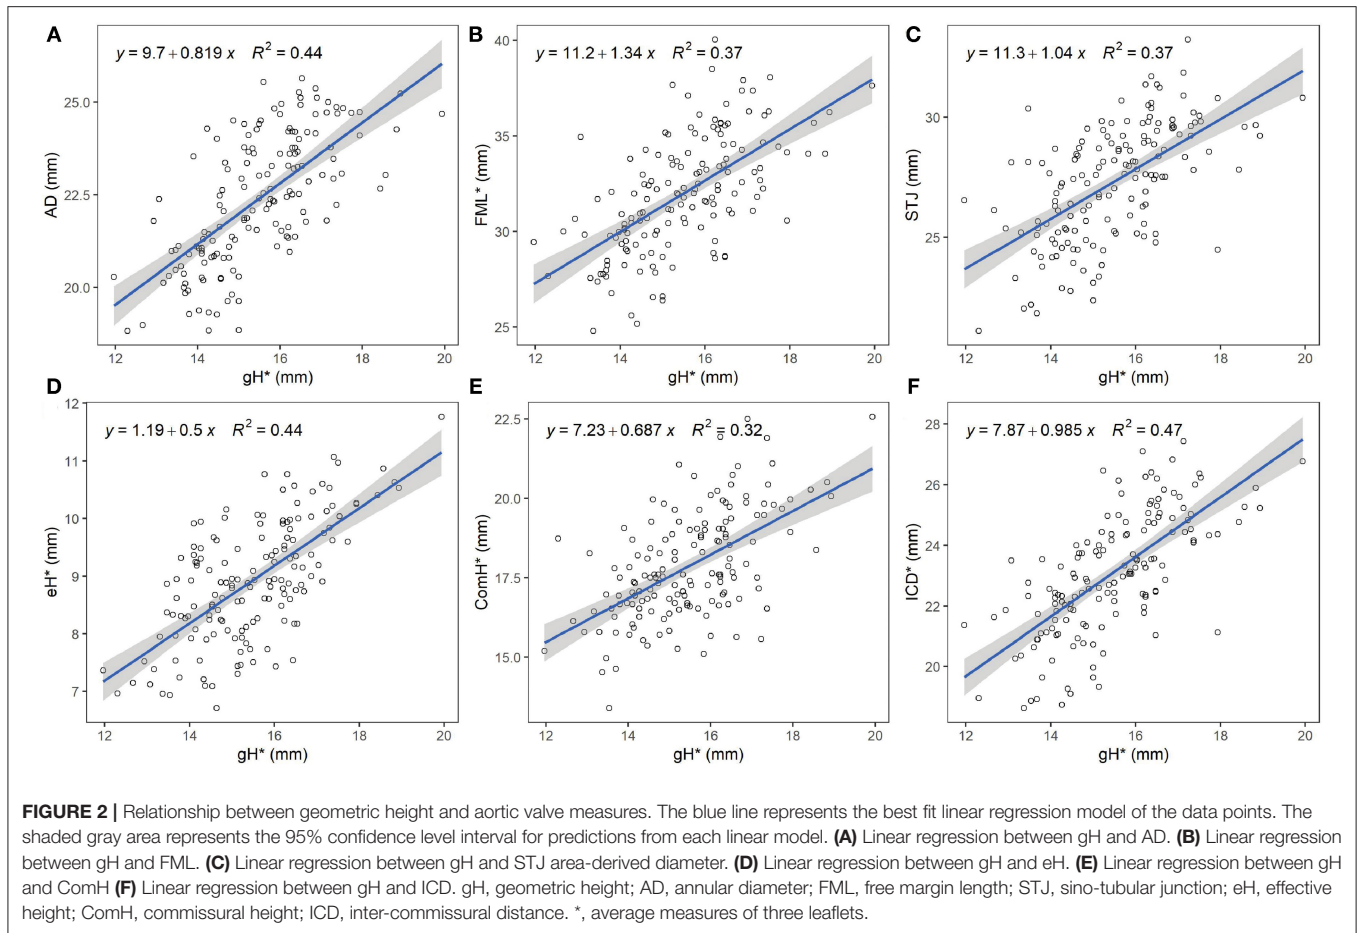 A
y = 9.7 + 0.819 x   R² = 0.44
AD (mm)
25.0
22.5
20.0
12 14 16 18 20
gH* (mm)
B
y = 11.2 + 1.34 x   R² = 0.37
FML* (mm)
40
35
30
25
12 14 16 18 20
gH* (mm)
C
y = 11.3 + 1.04 x   R² = 0.37
STJ (mm)
30
25
12 14 16 18 20
gH* (mm)
D
y = 1.19 + 0.5 x   R² = 0.44
eH* (mm)
12
11
10
9
8
7
12 14 16 18 20
gH* (mm)
E
y = 7.23 + 0.687 x   R² = 0.32
ComH* (mm)
22.5
20.0
17.5
15.0
12 14 16 18 20
gH* (mm)
F
y = 7.87 + 0.985 x   R² = 0.47
ICD* (mm)
28
26
24
22
20
12 14 16 18 20
gH* (mm)
FIGURE 2 | Relationship between geometric height and aortic valve measures. The blue line represents the best fit linear regression model of the data points. The
shaded gray area represents the 95% confidence level interval for predictions from each linear model. (A) Linear regression between gH and AD. (B) Linear regression
between gH and FML. (C) Linear regression between gH and STJ area-derived diameter. (D) Linear regression between gH and eH. (E) Linear regression between gH
and ComH (F) Linear regression between gH and ICD. gH, geometric height; AD, annular diameter; FML, free margin length; STJ, sino-tubular junction; eH, effective
height; ComH, commissural height; ICD, inter-commissural distance. *, average measures of three leaflets.